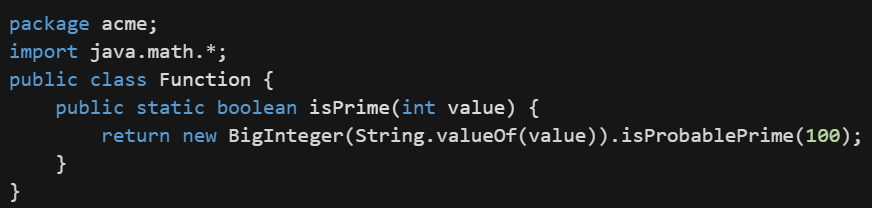 package acme;
import java.math.*;
public class Function {
    public static boolean isPrime(int value) {
        return new BigInteger(String.valueOf(value)).isProbablePrime(100);
    }
}